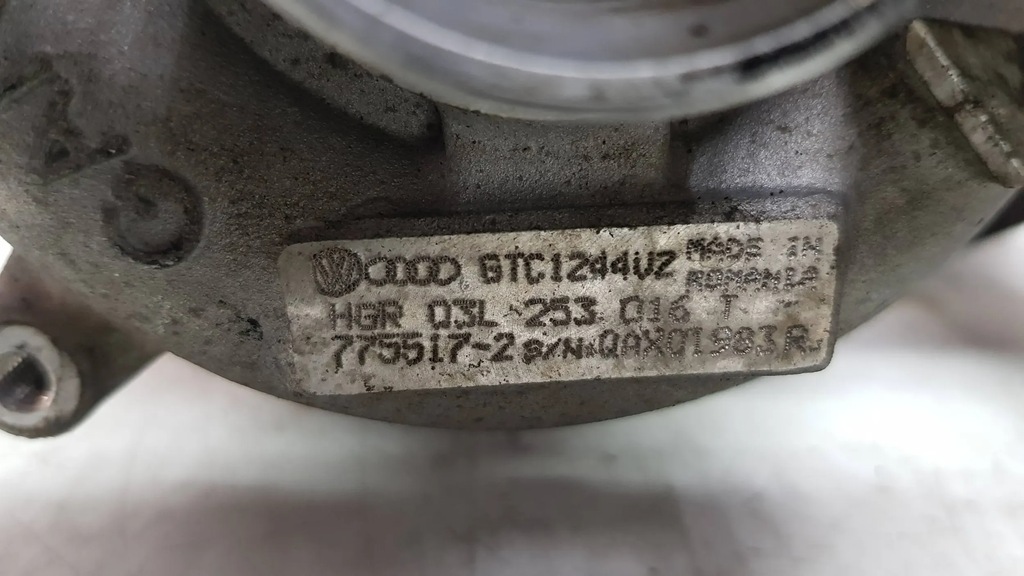 GTC1244VZ MADE IN
ROMANIA
HGR 03L 253 016 T
775517-2 S/N:QAX01983R